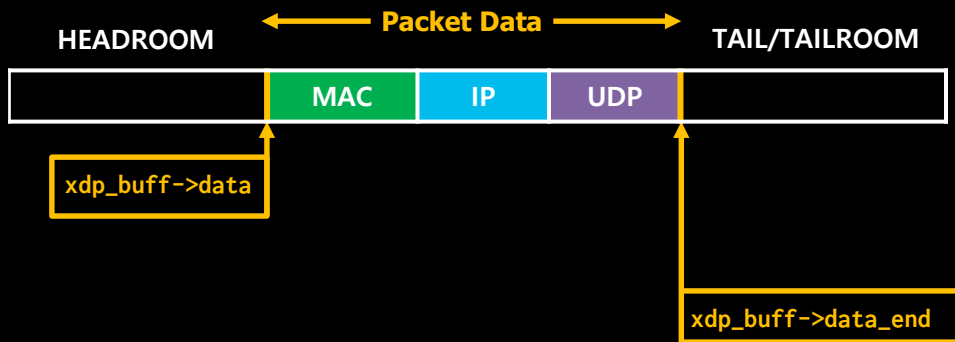 Packet Data
HEADROOM
TAIL/TAILROOM
MAC
IP
UDP
xdp_buff->data
xdp_buff->data_end